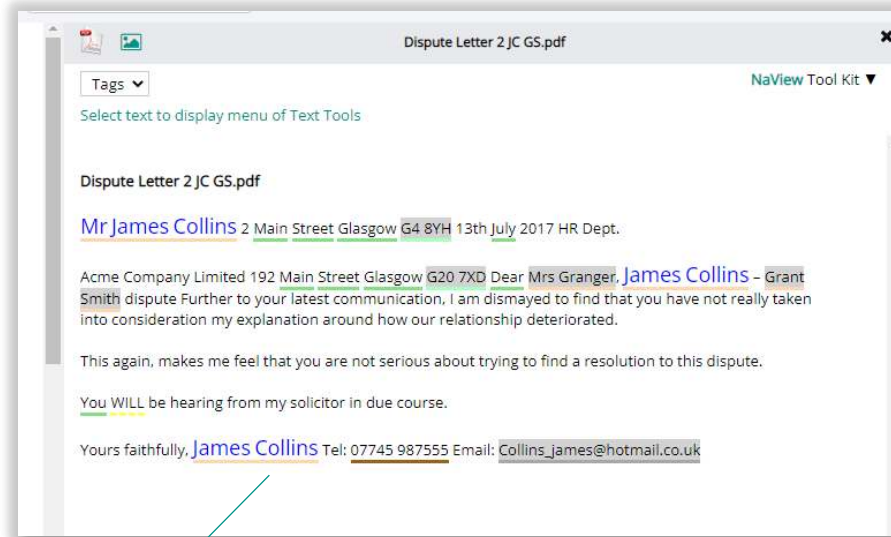 Dispute Letter 2 JC GS.pdf
Tags
NaView Tool Kit ▼
Select text to display menu of Text Tools
Dispute Letter 2 JC GS.pdf
Mr James Collins 2 Main Street Glasgow G4 8YH 13th July 2017 HR Dept.
Acme Company Limited 192 Main Street Glasgow G20 7XD Dear Mrs Granger, James Collins – Grant
Smith dispute Further to your latest communication, I am dismayed to find that you have not really taken
into consideration my explanation around how our relationship deteriorated.
This again, makes me feel that you are not serious about trying to find a resolution to this dispute.
You WILL be hearing from my solicitor in due course.
Yours faithfully, James Collins Tel: 07745 987555 Email: Collins_james@hotmail.co.uk